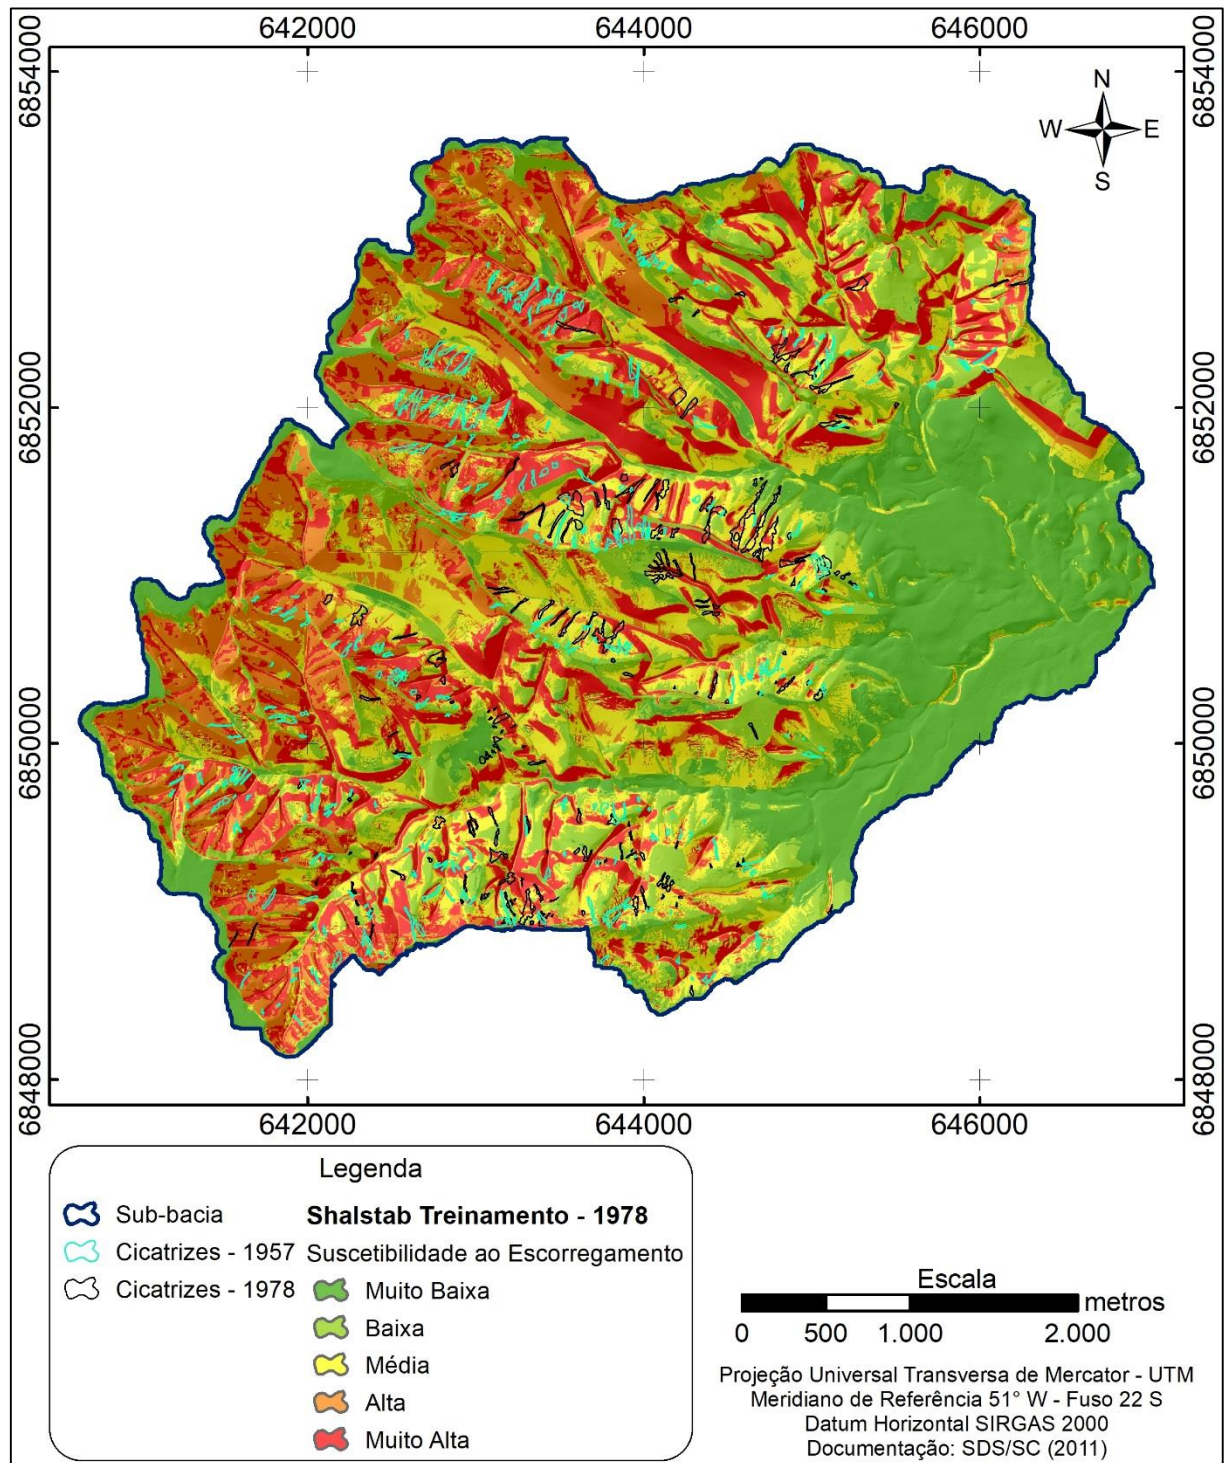 642000 644000 646000
6854000 6854000
N
W E
S
6852000 6852000
6850000 6850000
6848000 6848000
642000 644000 646000
Legenda
Sub-bacia
Cicatrizes - 1957
Cicatrizes - 1978
Shalstab Treinamento - 1978
Suscetibilidade ao Escorregamento
Muito Baixa
Baixa
Média
Alta
Muito Alta
Escala
metros
0 500 1.000 2.000
Projeção Universal Transversa de Mercator - UTM
Meridiano de Referência 51° W - Fuso 22 S
Datum Horizontal SIRGAS 2000
Documentação: SDS/SC (2011)